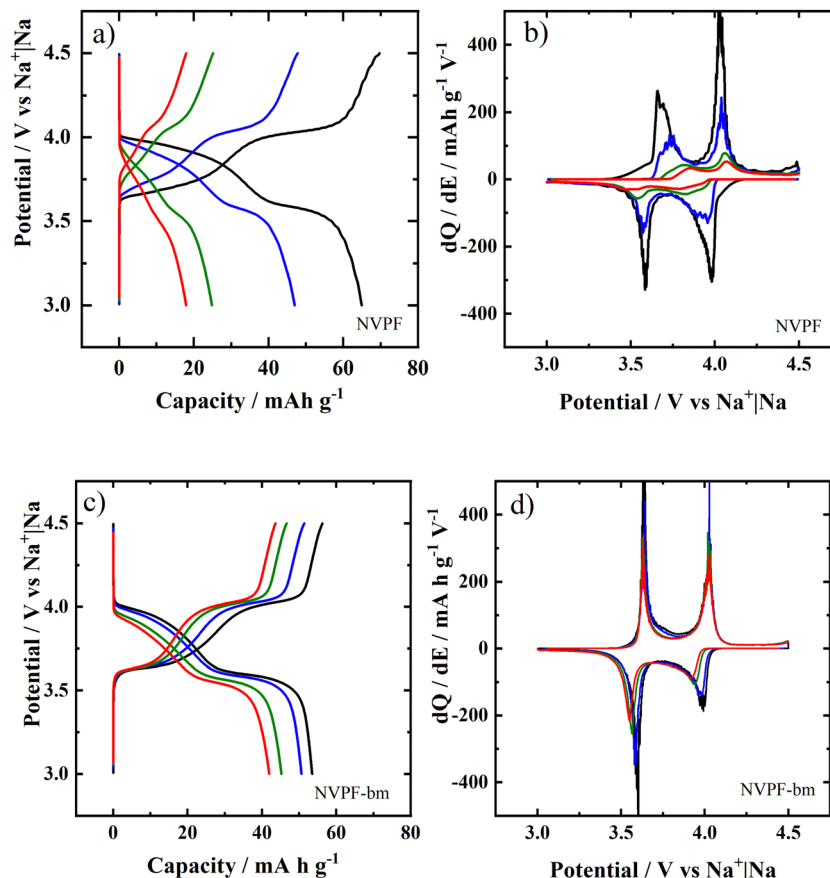 a)
4.5
4.0
3.5
3.0
Potential / V vs Na⁺|Na
NVPF
0 20 40 60 80
Capacity / mAh g⁻¹
b)
400
200
0
-200
-400
dQ / dE / mAh g⁻¹ V⁻¹
NVPF
3.0 3.5 4.0 4.5
Potential / V vs Na⁺|Na
c)
4.5
4.0
3.5
3.0
Potential / V vs Na⁺|Na
NVPF-bm
0 20 40 60 80
Capacity / mA h g⁻¹
d)
400
200
0
-200
-400
dQ / dE / mA h g⁻¹ V⁻¹
NVPF-bm
3.0 3.5 4.0 4.5
Potential / V vs Na⁺|Na